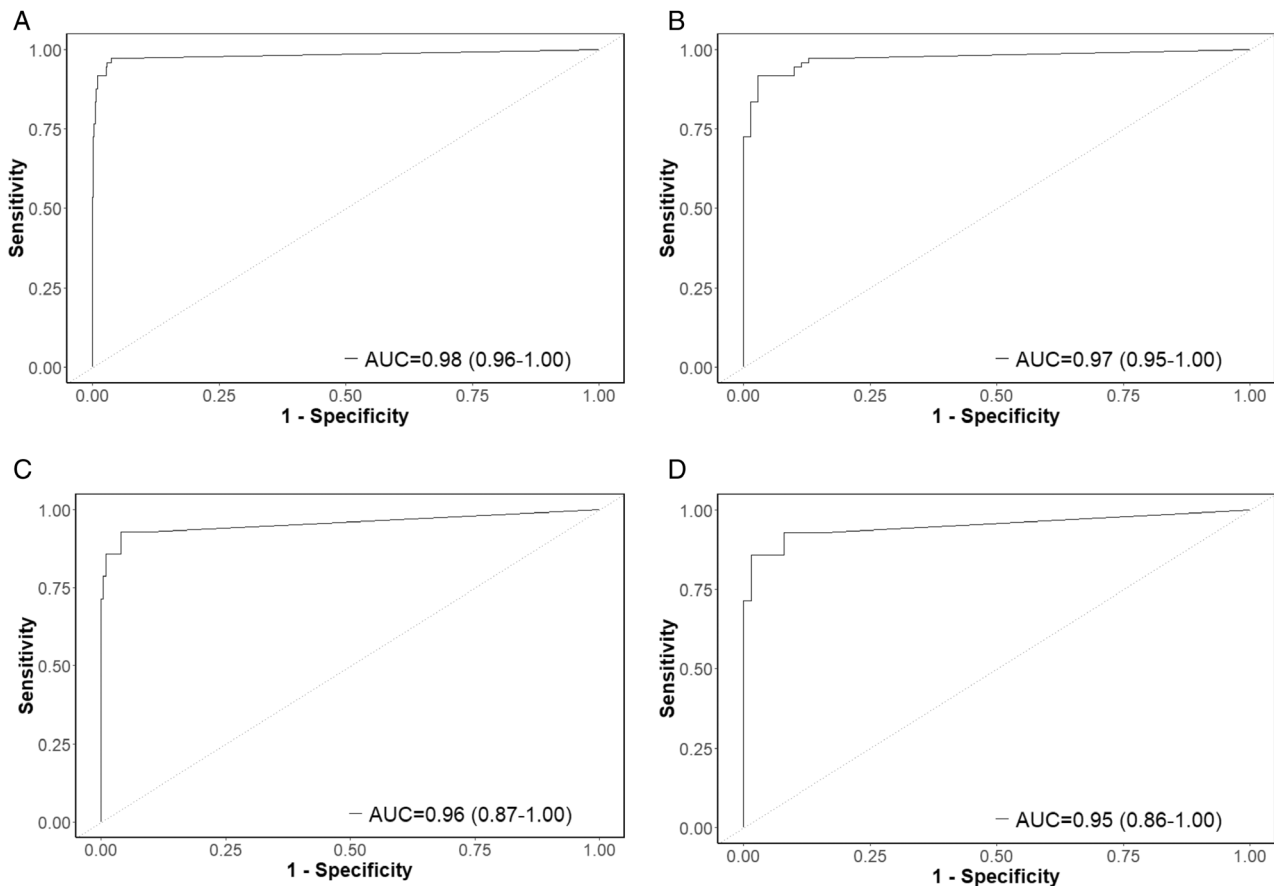 A
1.00
0.75
0.50
0.25
0.00
Sensitivity
AUC=0.98 (0.96-1.00)
0.00 0.25 0.50 0.75 1.00
1 - Specificity
B
1.00
0.75
0.50
0.25
0.00
Sensitivity
AUC=0.97 (0.95-1.00)
0.00 0.25 0.50 0.75 1.00
1 - Specificity
C
1.00
0.75
0.50
0.25
0.00
Sensitivity
AUC=0.96 (0.87-1.00)
0.00 0.25 0.50 0.75 1.00
1 - Specificity
D
1.00
0.75
0.50
0.25
0.00
Sensitivity
AUC=0.95 (0.86-1.00)
0.00 0.25 0.50 0.75 1.00
1 - Specificity